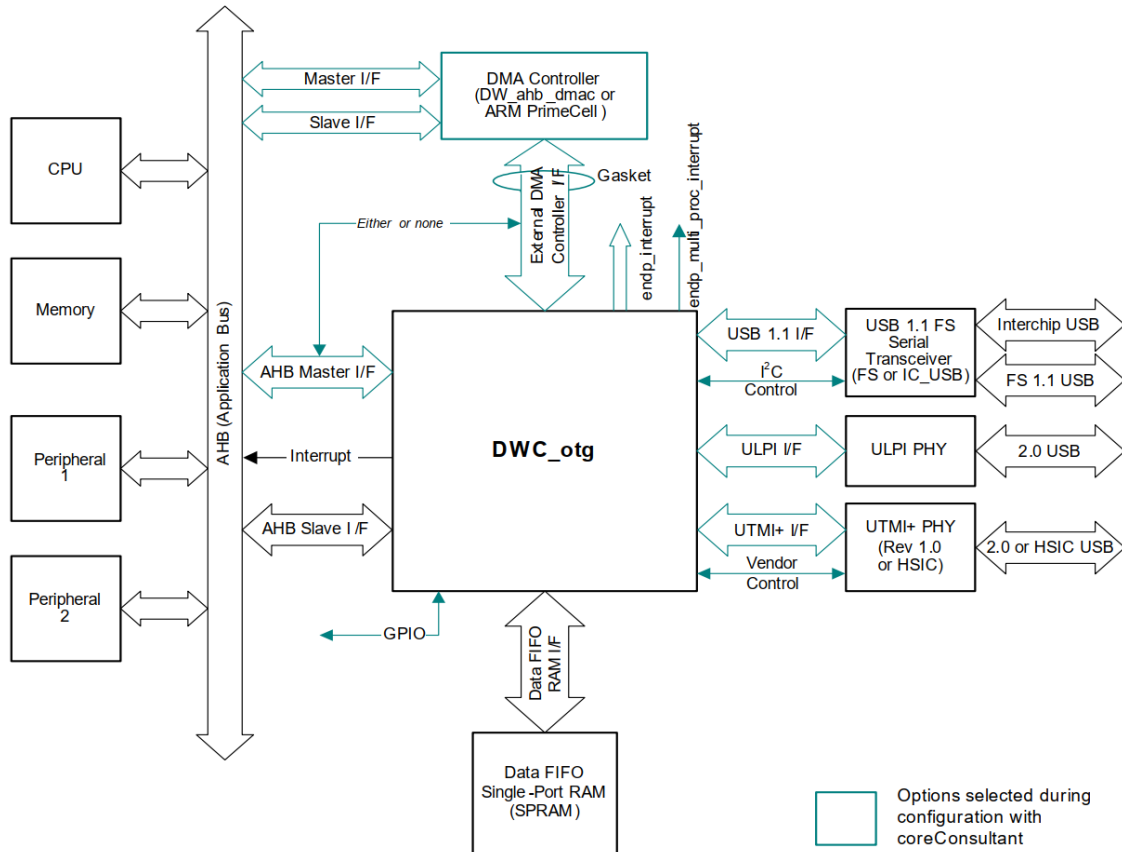 Master I/F
Slave I/F
DMA Controller
(DW_ahb_dmac or
ARM PrimeCell )
CPU
Memory
Peripheral
1
Peripheral
2
AHB (Application Bus)
Gasket
External DMA
Controller I/F
Either or none
endp_interrupt
endp_multi_proc_interrupt
AHB Master I/F
Interrupt
AHB Slave I/F
GPIO
DWC_otg
USB 1.1 I/F
I2C
Control
USB 1.1 FS
Serial
Transceiver
(FS or IC_USB)
Interchip USB
FS 1.1 USB
ULPI I/F
ULPI PHY
2.0 USB
UTMI+ I/F
Vendor
Control
UTMI+ PHY
(Rev 1.0
or HSIC)
2.0 or HSIC USB
Data FIFO
RAM I/F
Data FIFO
Single-Port RAM
(SPRAM)
Options selected during
configuration with
coreConsultant